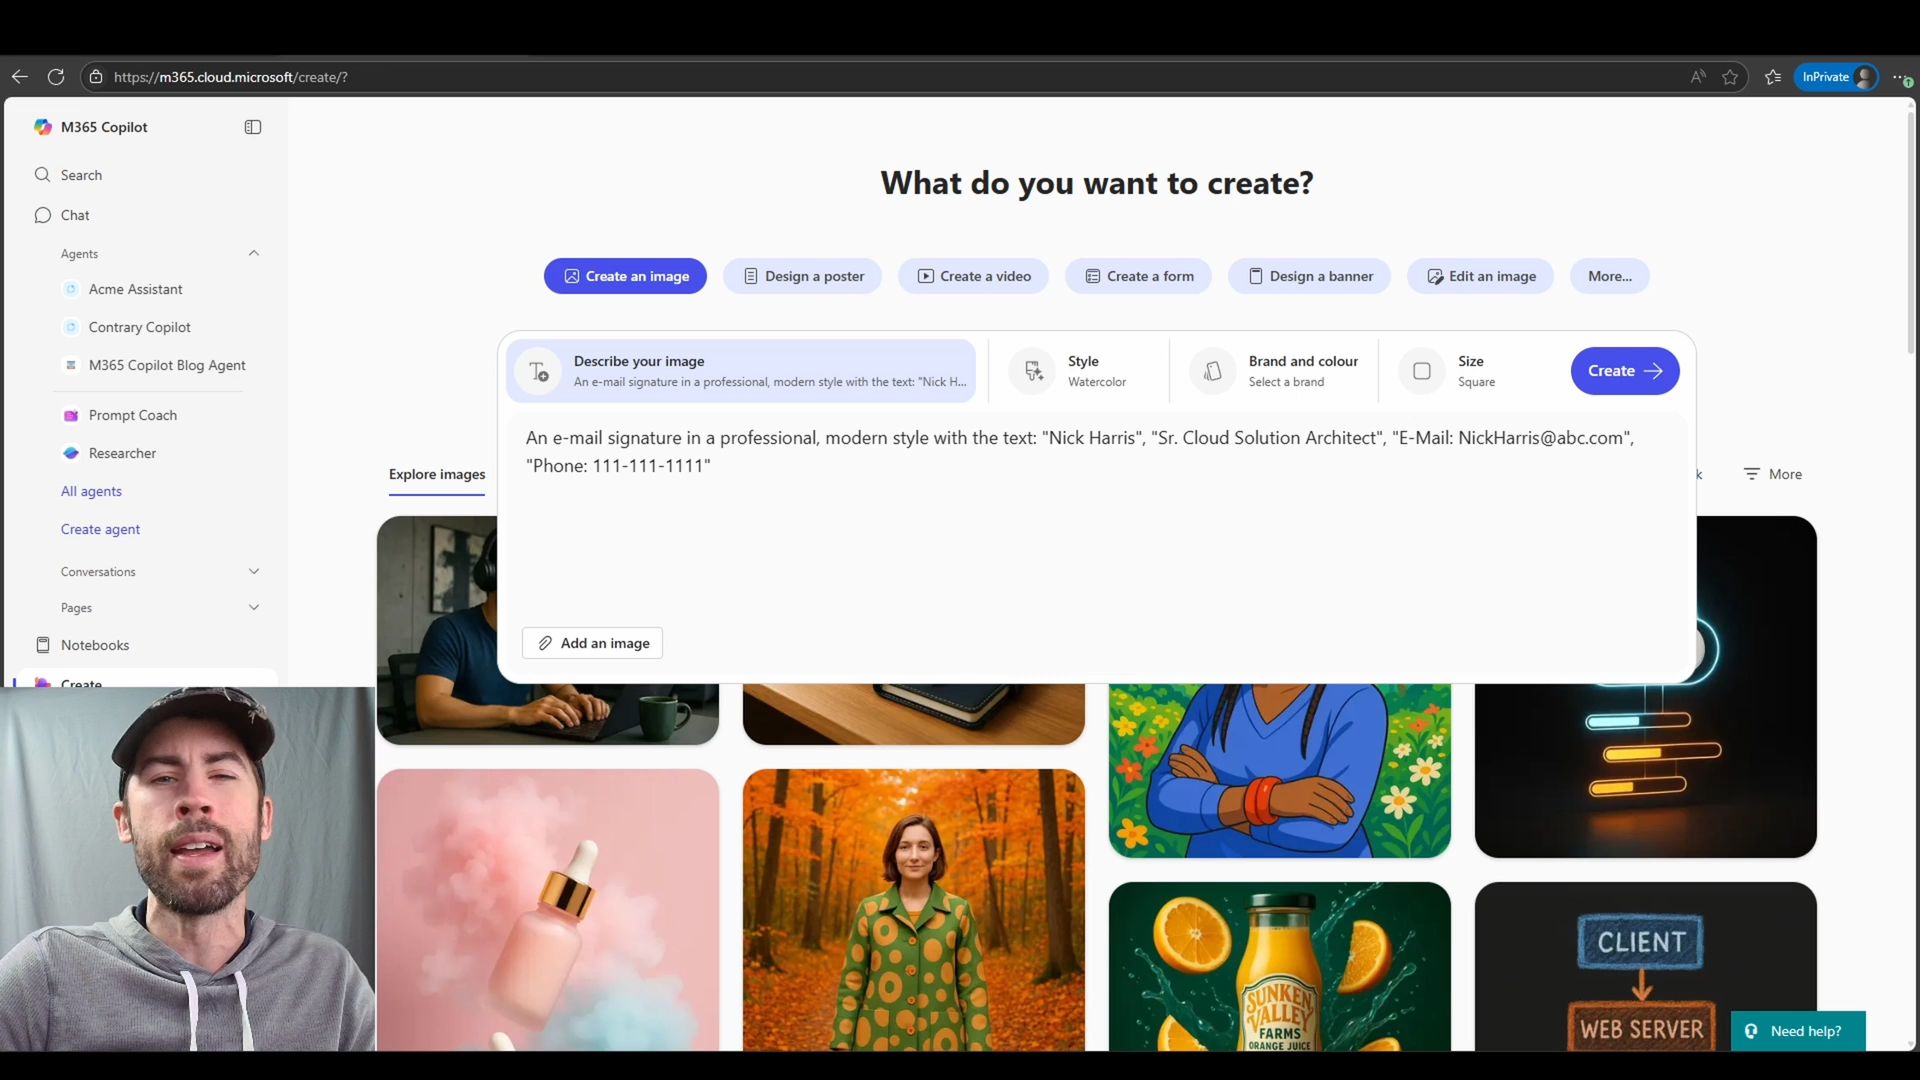 https://m365.cloud.microsoft/create/?
InPrivate
M365 Copilot
Search
Chat
Agents
Acme Assistant
Contrary Copilot
M365 Copilot Blog Agent
Prompt Coach
Researcher
All agents
Create agent
Conversations
Pages
Notebooks
Create
What do you want to create?
Create an image
Design a poster
Create a video
Create a form
Design a banner
Edit an image
More...
Describe your image
An e-mail signature in a professional, modern style with the text: "Nick H...
Style
Watercolor
Brand and colour
Select a brand
Size
Square
Create
An e-mail signature in a professional, modern style with the text: "Nick Harris", "Sr. Cloud Solution Architect", "E-Mail: NickHarris@abc.com",
"Phone: 111-111-1111"
Add an image
Explore images
More
SUNKEN
VALLEY
FARMS
ORANGE JUICE
CLIENT
WEB SERVER
Need help?